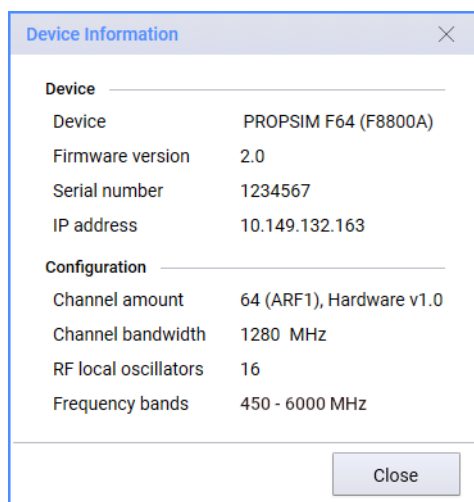 Device Information
Device
Device PROPSIM F64 (F8800A)
Firmware version 2.0
Serial number 1234567
IP address 10.149.132.163
Configuration
Channel amount 64 (ARF1), Hardware v1.0
Channel bandwidth 1280 MHz
RF local oscillators 16
Frequency bands 450 - 6000 MHz
Close